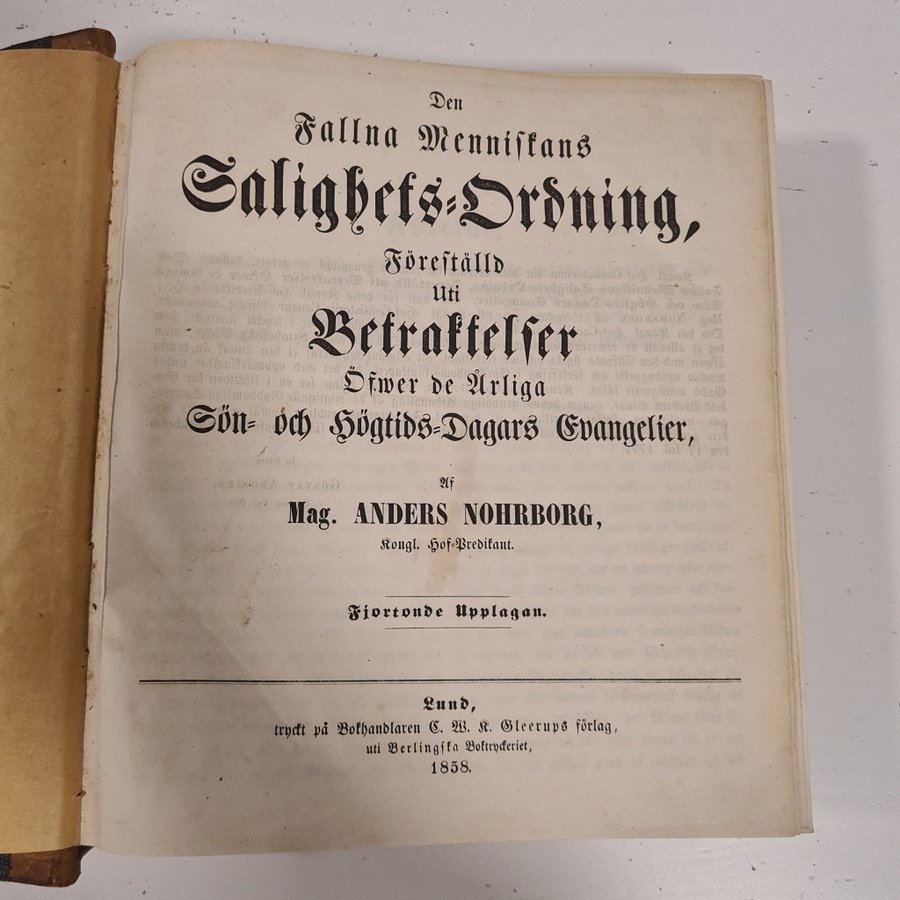 Den
Fallna Menniskans
Salighets-Ordning,
Föreställd
Uti
Betraktelser
Öfwer de Årliga
Sön- och Högtids-Dagars Evangelier,
Af
Mag. ANDERS NOHRBORG,
Kongl. Hof-Predikant.
Fjortonde Upplagan.
Lund,
tryckt på Bokhandlaren C. W. K. Gleerups förlag,
uti Berlingska Boktryckeriet,
1858.